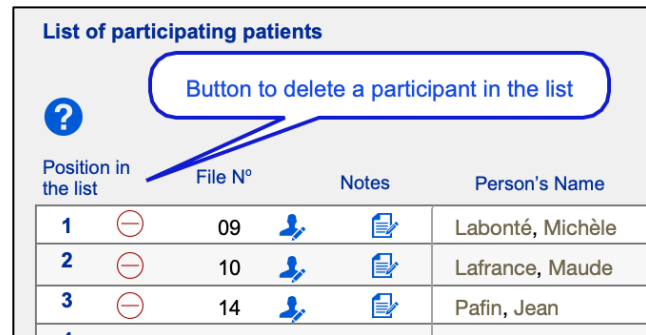 List of participating patients
Button to delete a participant in the list
?
Position in
the list
File Nº
Notes
Person's Name
1 09 Labonté, Michèle
2 10 Lafrance, Maude
3 14 Pafin, Jean